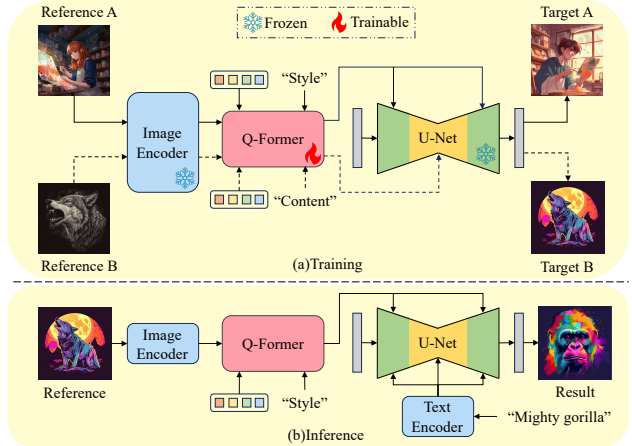 Reference A
Frozen
Trainable
Target A
"Style"
Image
Encoder
Q-Former
U-Net
"Content"
Reference B
(a)Training
Target B
Image
Encoder
Q-Former
U-Net
Reference
"Style"
Text
Encoder
"Mighty gorilla"
Result
(b)Inference